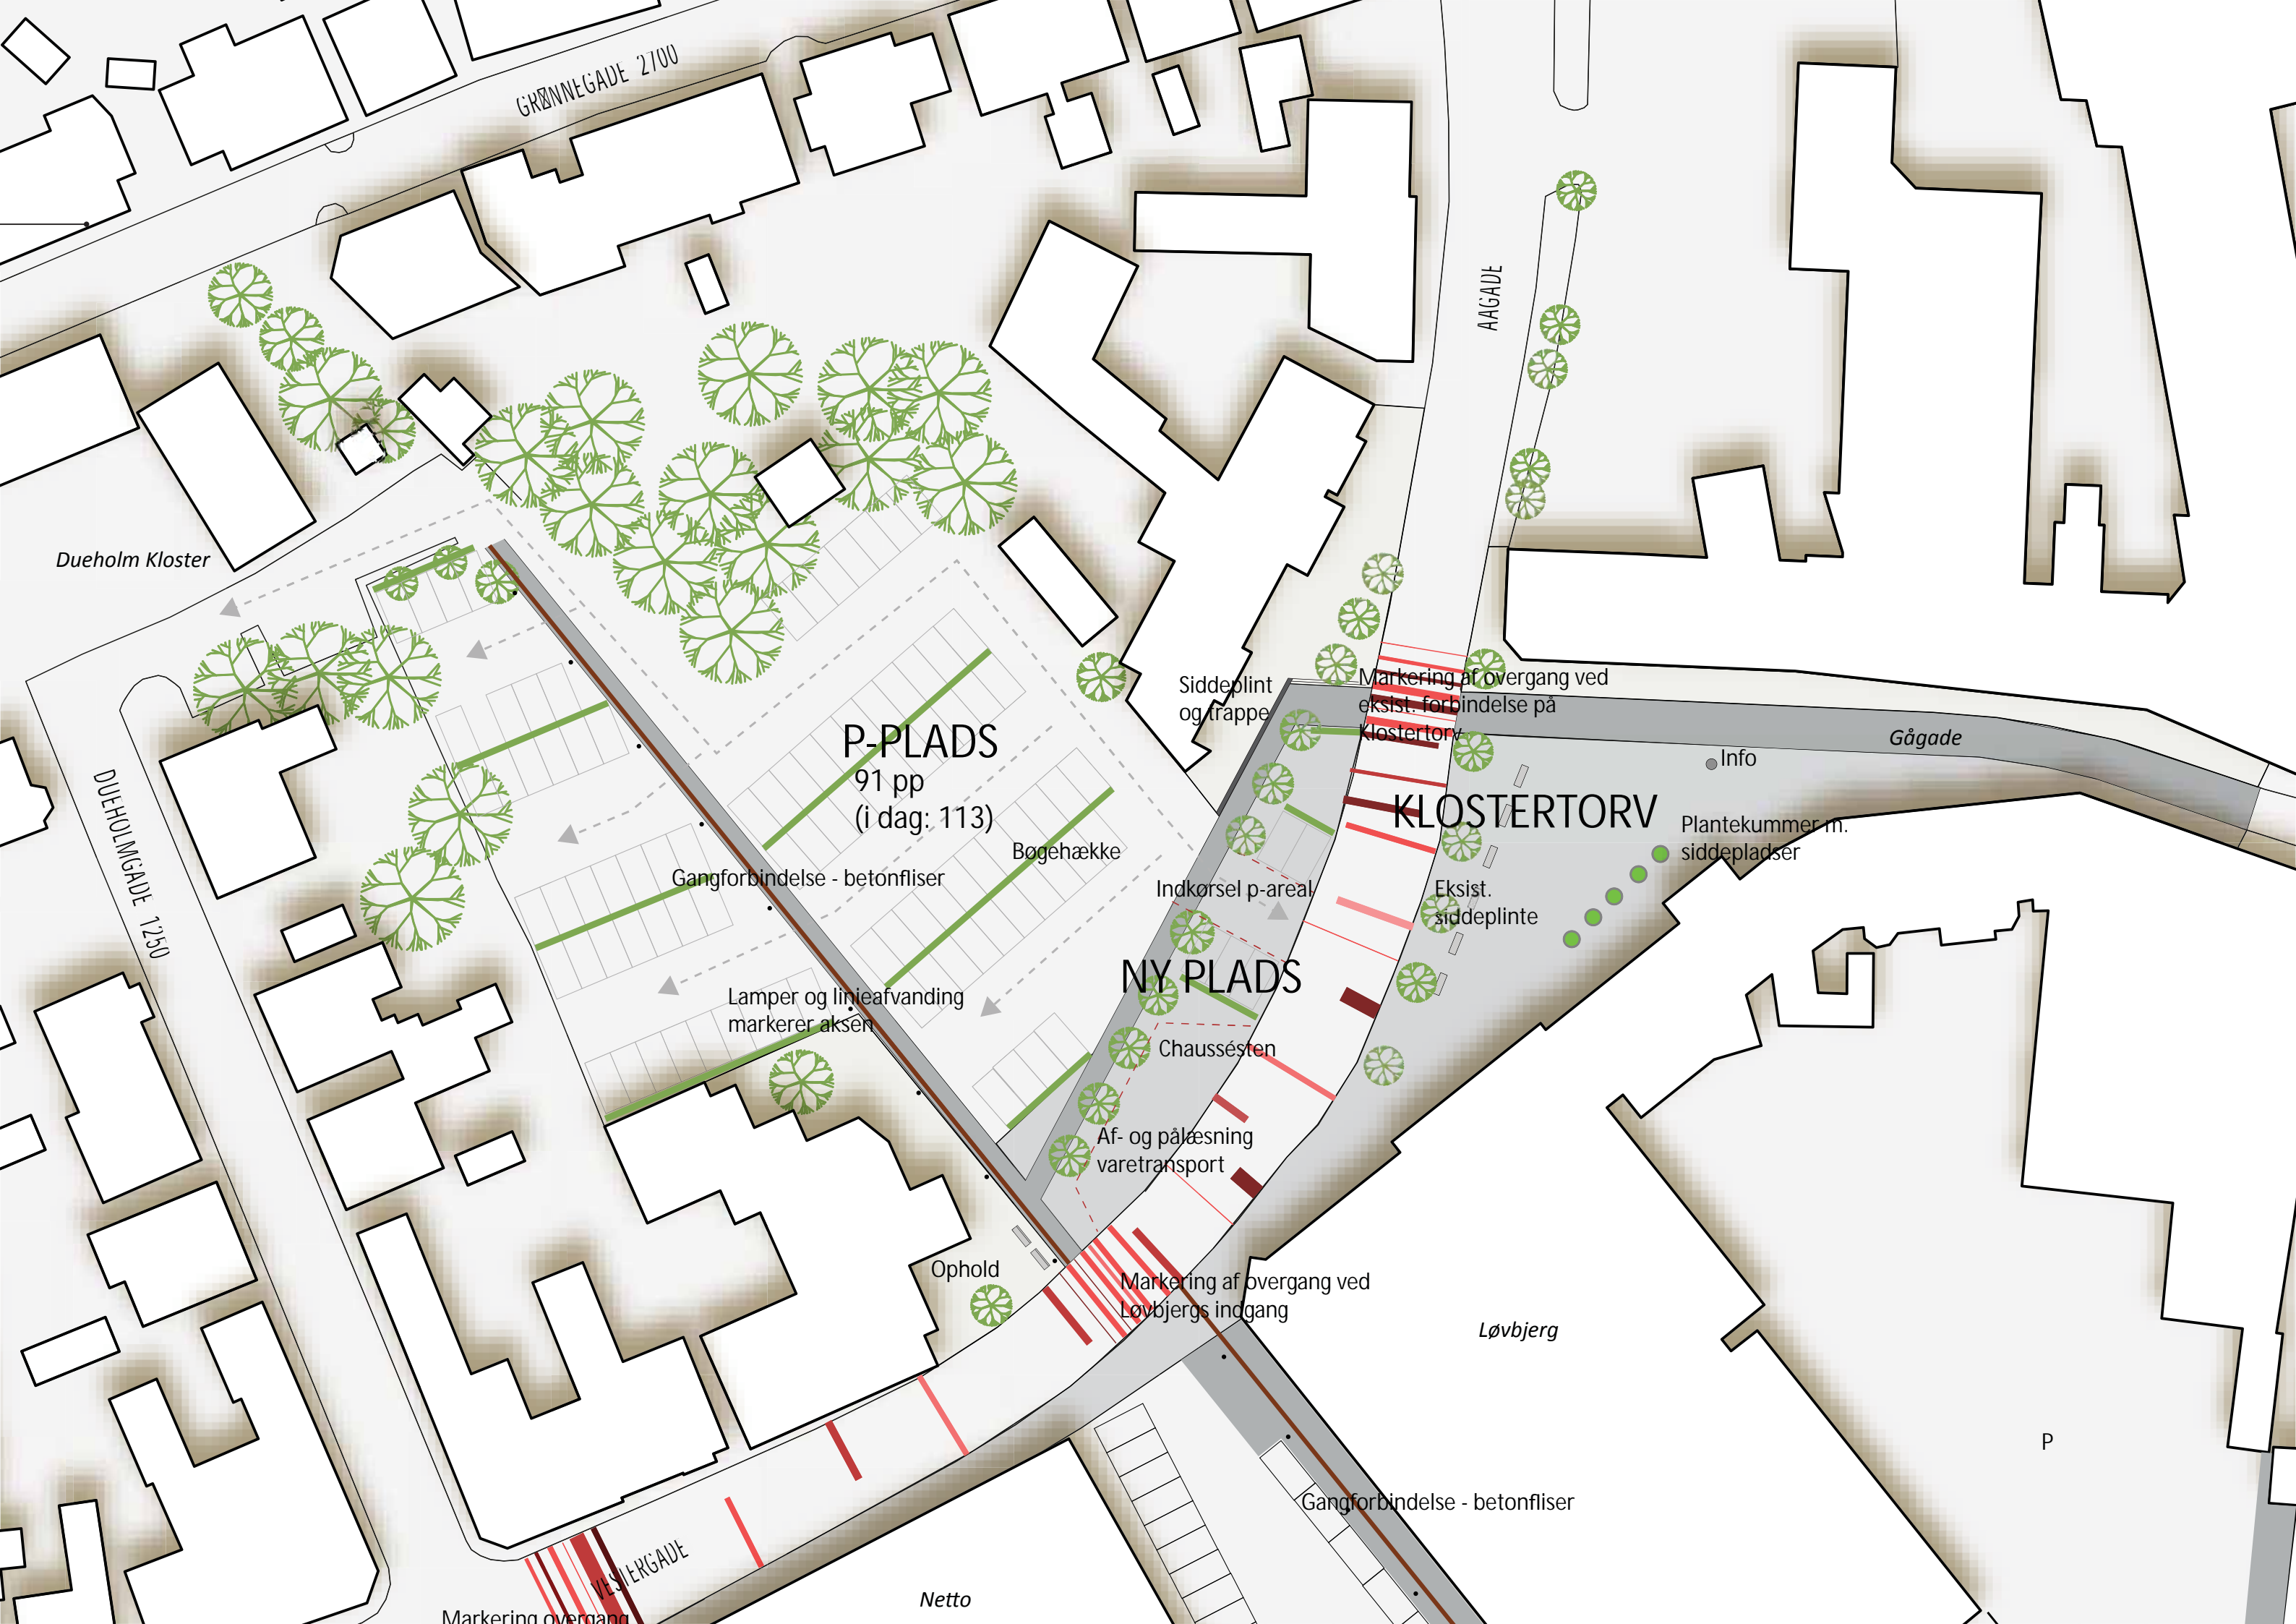 GRØNNEGADE 2700
AAGADE
Dueholm Kloster
Siddeplint
og trappe
Markering af overgang ved
eksist. forbindelse på
Klostertorv
Gågade
Info
P-PLADS
91 pp
(i dag: 113)
KLOSTERTORV
Plantekummer m.
siddepladser
DUEHOLMGADE 1250
Bøgehække
Gangforbindelse - betonfliser
Indkørsel p-areal
Eksist.
siddeplinte
NY PLADS
Lamper og linieafvanding
markerer aksen
Chaussésten
Af- og pålæsning
varetransport
Ophold
Markering af overgang ved
Løvbjergs indgang
Løvbjerg
P
Gangforbindelse - betonfliser
VESTERGADE
Netto
Markering overgang